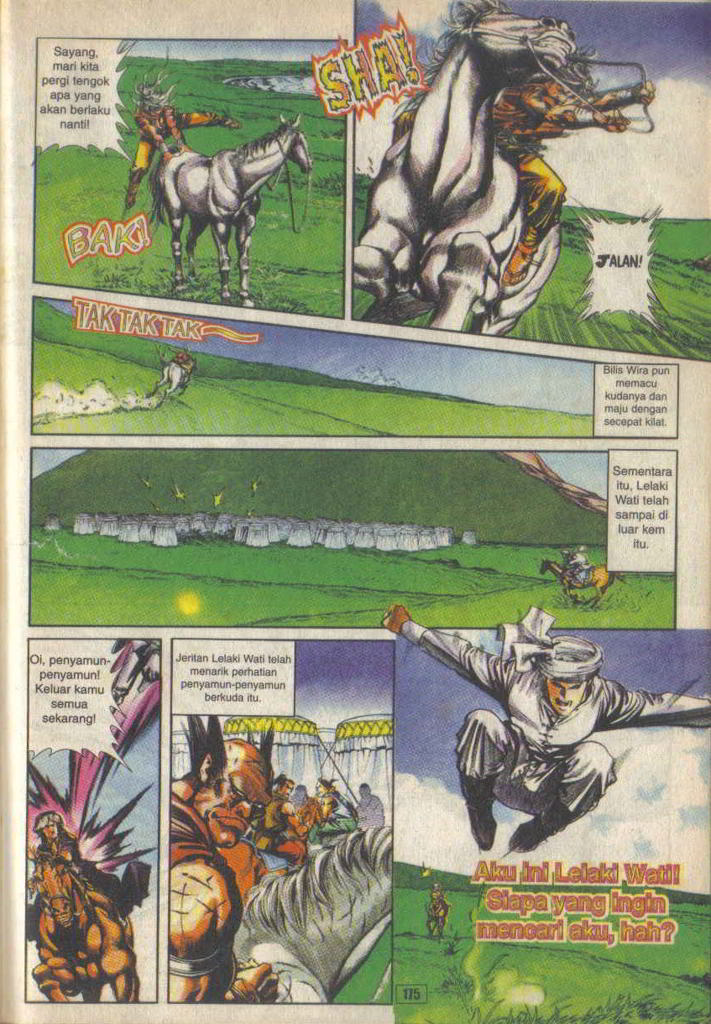 Sayang,
mari kita
pergi tengok
apa yang
akan berlaku
nanti!
BAK!
SHA!
JALAN!
TAK TAK TAK
Bilis Wira pun
memacu
kudanya dan
maju dengan
secepat kilat.
Sementara
itu, Lelaki
Wati telah
sampai di
luar kem
itu.
Oi, penyamun-
penyamun!
Keluar kamu
semua
sekarang!
Jeritan Lelaki Wati telah
menarik perhatian
penyamun-penyamun
berkuda itu.
Aku ini Lelaki Wati!
Siapa yang ingin
mencari aku, hah?
175